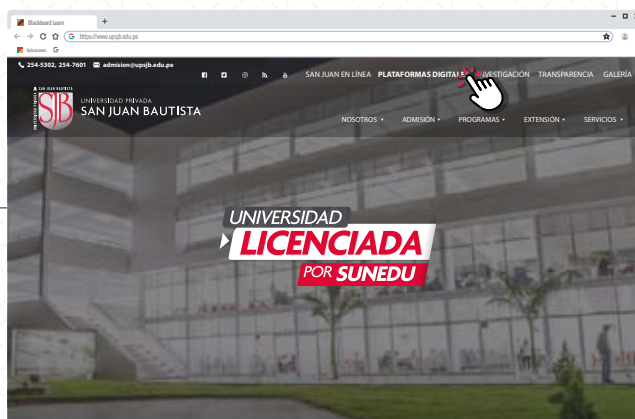 Blackboard Learn
https://www.upsjb.edu.pe
Aplicaciones G
254-5302, 254-7601 admision@upsjb.edu.pe
SAN JUAN EN LÍNEA PLATAFORMAS DIGITALES INVESTIGACIÓN TRANSPARENCIA GALERÍA
SJB
UNIVERSIDAD PRIVADA
SAN JUAN BAUTISTA
NOSOTROS ADMISIÓN PROGRAMAS EXTENSIÓN SERVICIOS
UNIVERSIDAD
LICENCIADA
POR SUNEDU